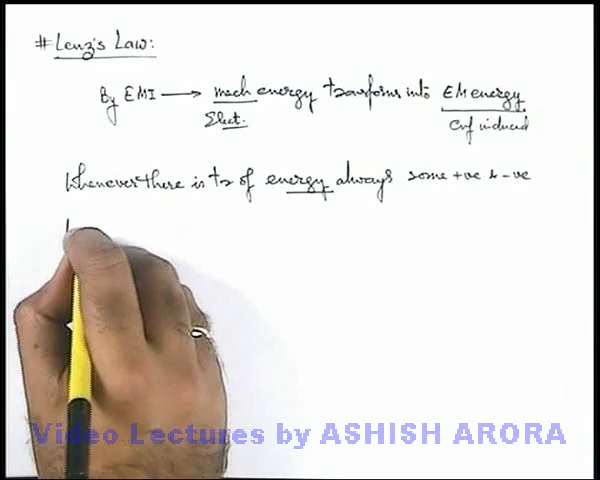 # Lenz's Law:
By EMI → mech energy transforms into EM energy
Elect.
emf induced
Whenever there is tr of energy always some +ve & -ve
Video Lectures by ASHISH ARORA